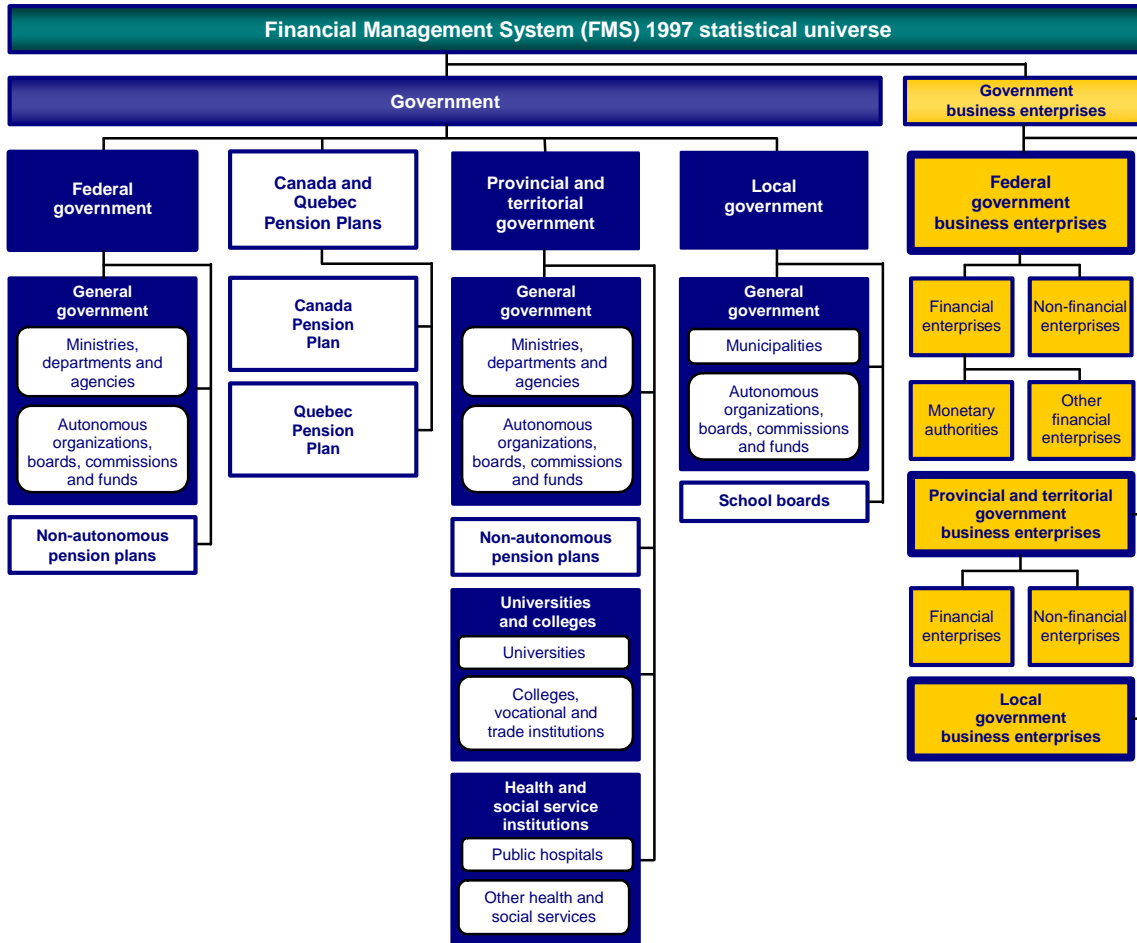 Financial Management System (FMS) 1997 statistical universe
Government
Government
business enterprises
Federal
government
General
government
Ministries,
departments and
agencies
Autonomous
organizations,
boards, commissions
and funds
Non-autonomous
pension plans
Canada and
Quebec
Pension Plans
Canada
Pension
Plan
Quebec
Pension
Plan
Provincial and
territorial
government
General
government
Ministries,
departments and
agencies
Autonomous
organizations,
boards, commissions
and funds
Non-autonomous
pension plans
Universities
and colleges
Universities
Colleges,
vocational and
trade institutions
Health and
social service
institutions
Public hospitals
Other health and
social services
Local
government
General
government
Municipalities
Autonomous
organizations,
boards, commissions
and funds
School boards
Federal
government
business enterprises
Financial
enterprises
Non-financial
enterprises
Monetary
authorities
Other
financial
enterprises
Provincial and territorial
government
business enterprises
Financial
enterprises
Non-financial
enterprises
Local
government
business enterprises